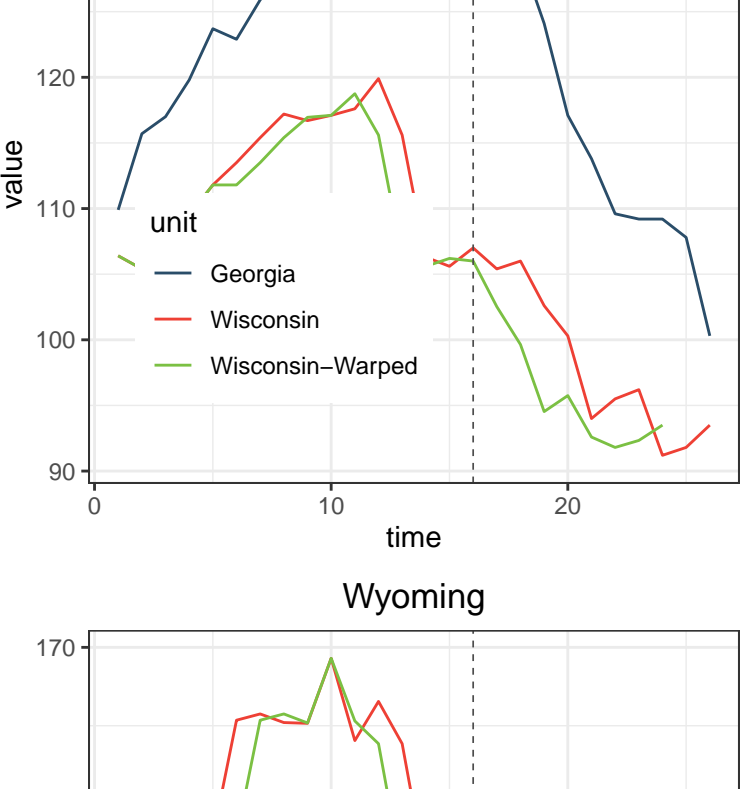 120
value
110
unit
Georgia
Wisconsin
Wisconsin−Warped
100
90
0 10 20
time
Wyoming
170